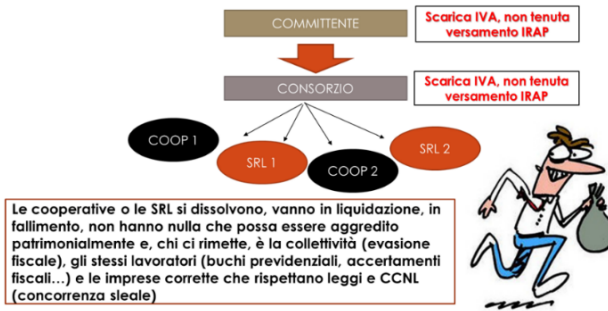 COMMITTENTE
Scarica IVA, non tenuta
versamento IRAP
CONSORZIO
Scarica IVA, non tenuta
versamento IRAP
COOP 1
SRL 1
COOP 2
SRL 2
Le cooperative o le SRL si dissolvono, vanno in liquidazione, in
fallimento, non hanno nulla che possa essere aggredito
patrimonialmente e, chi ci rimette, è la collettività (evasione
fiscale), gli stessi lavoratori (buchi previdenziali, accertamenti
fiscali…) e le imprese corrette che rispettano leggi e CCNL
(concorrenza sleale)